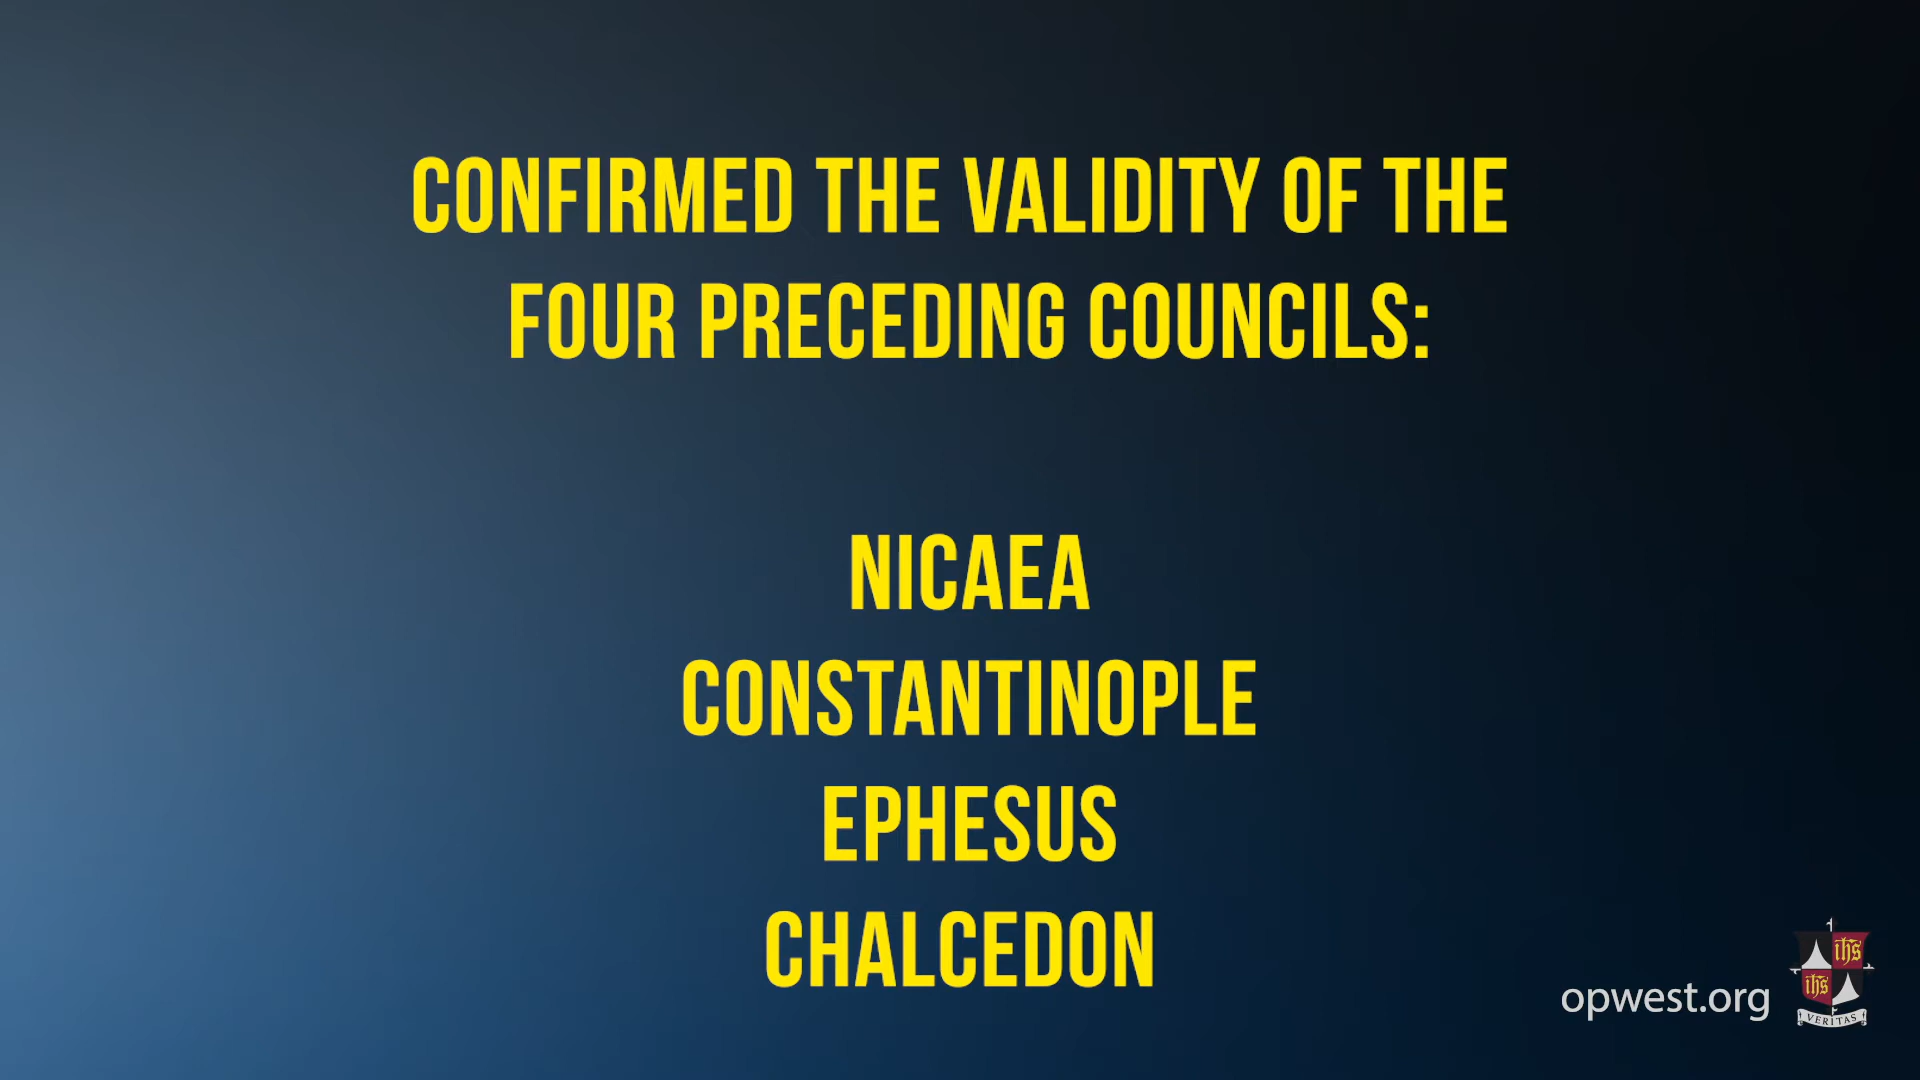 CONFIRMED THE VALIDITY OF THE
FOUR PRECEDING COUNCILS:
NICAEA
CONSTANTINOPLE
EPHESUS
CHALCEDON
opwest.org
ihs
ihs
VERITAS